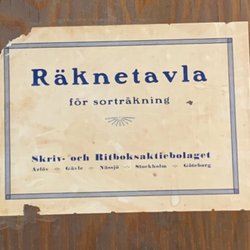 Räknetavla
för sorträkning
Skriv- och Ritboksaktiebolaget
Arlöv — Gävle — Nässjö — Stockholm — Göteborg